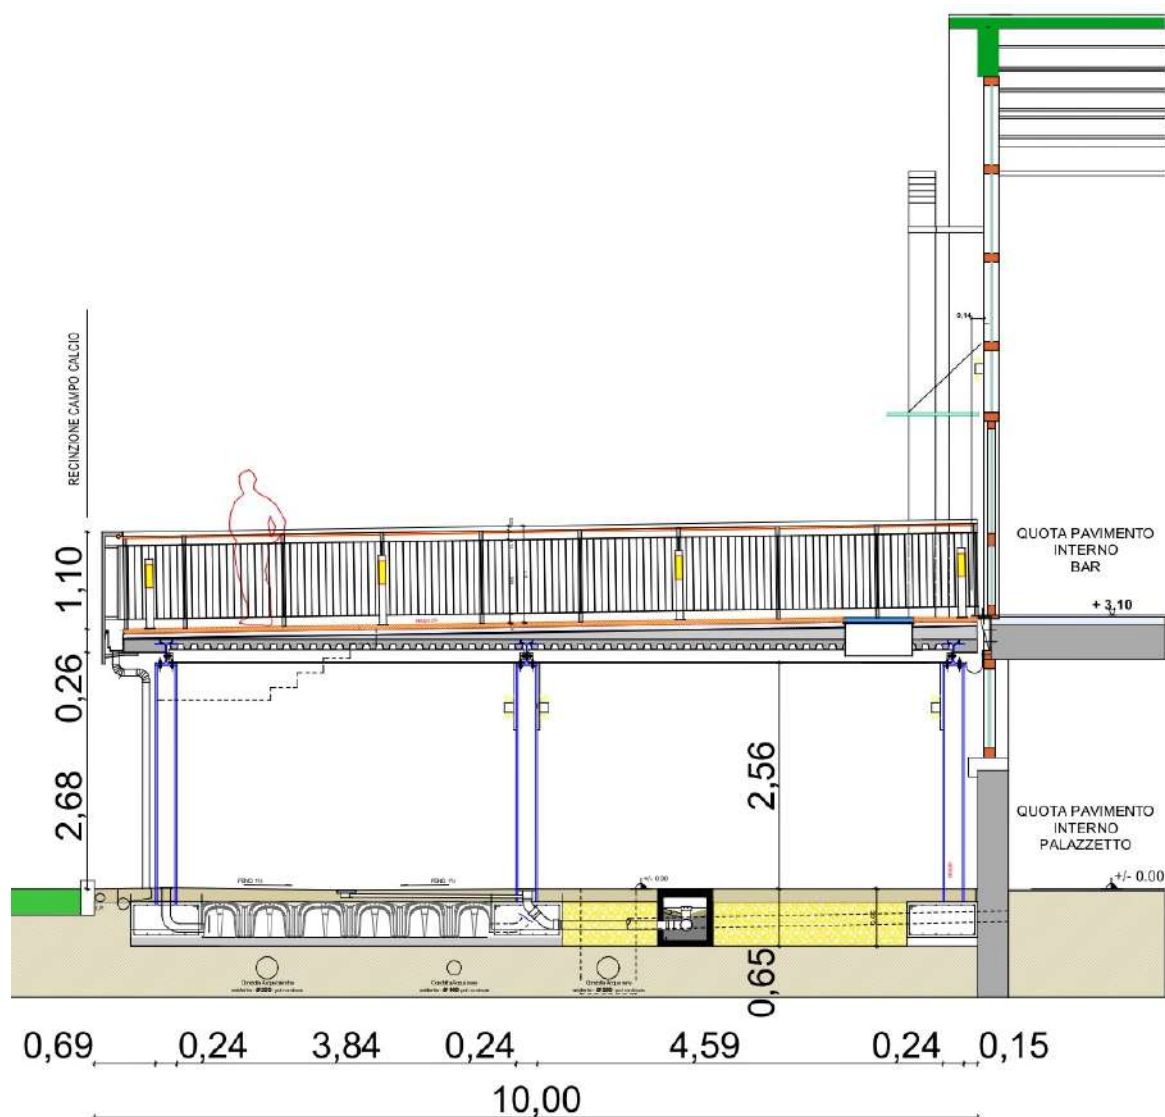 0,14
RECINZIONE CAMPO CALCIO
1,10
0,26
2,68
QUOTA PAVIMENTO
INTERNO
BAR
+ 3,10
2,56
QUOTA PAVIMENTO
INTERNO
PALAZZETTO
+/- 0.00
+/- 0.00
0,65
0,69
0,24
3,84
0,24
4,59
0,24
0,15
10,00